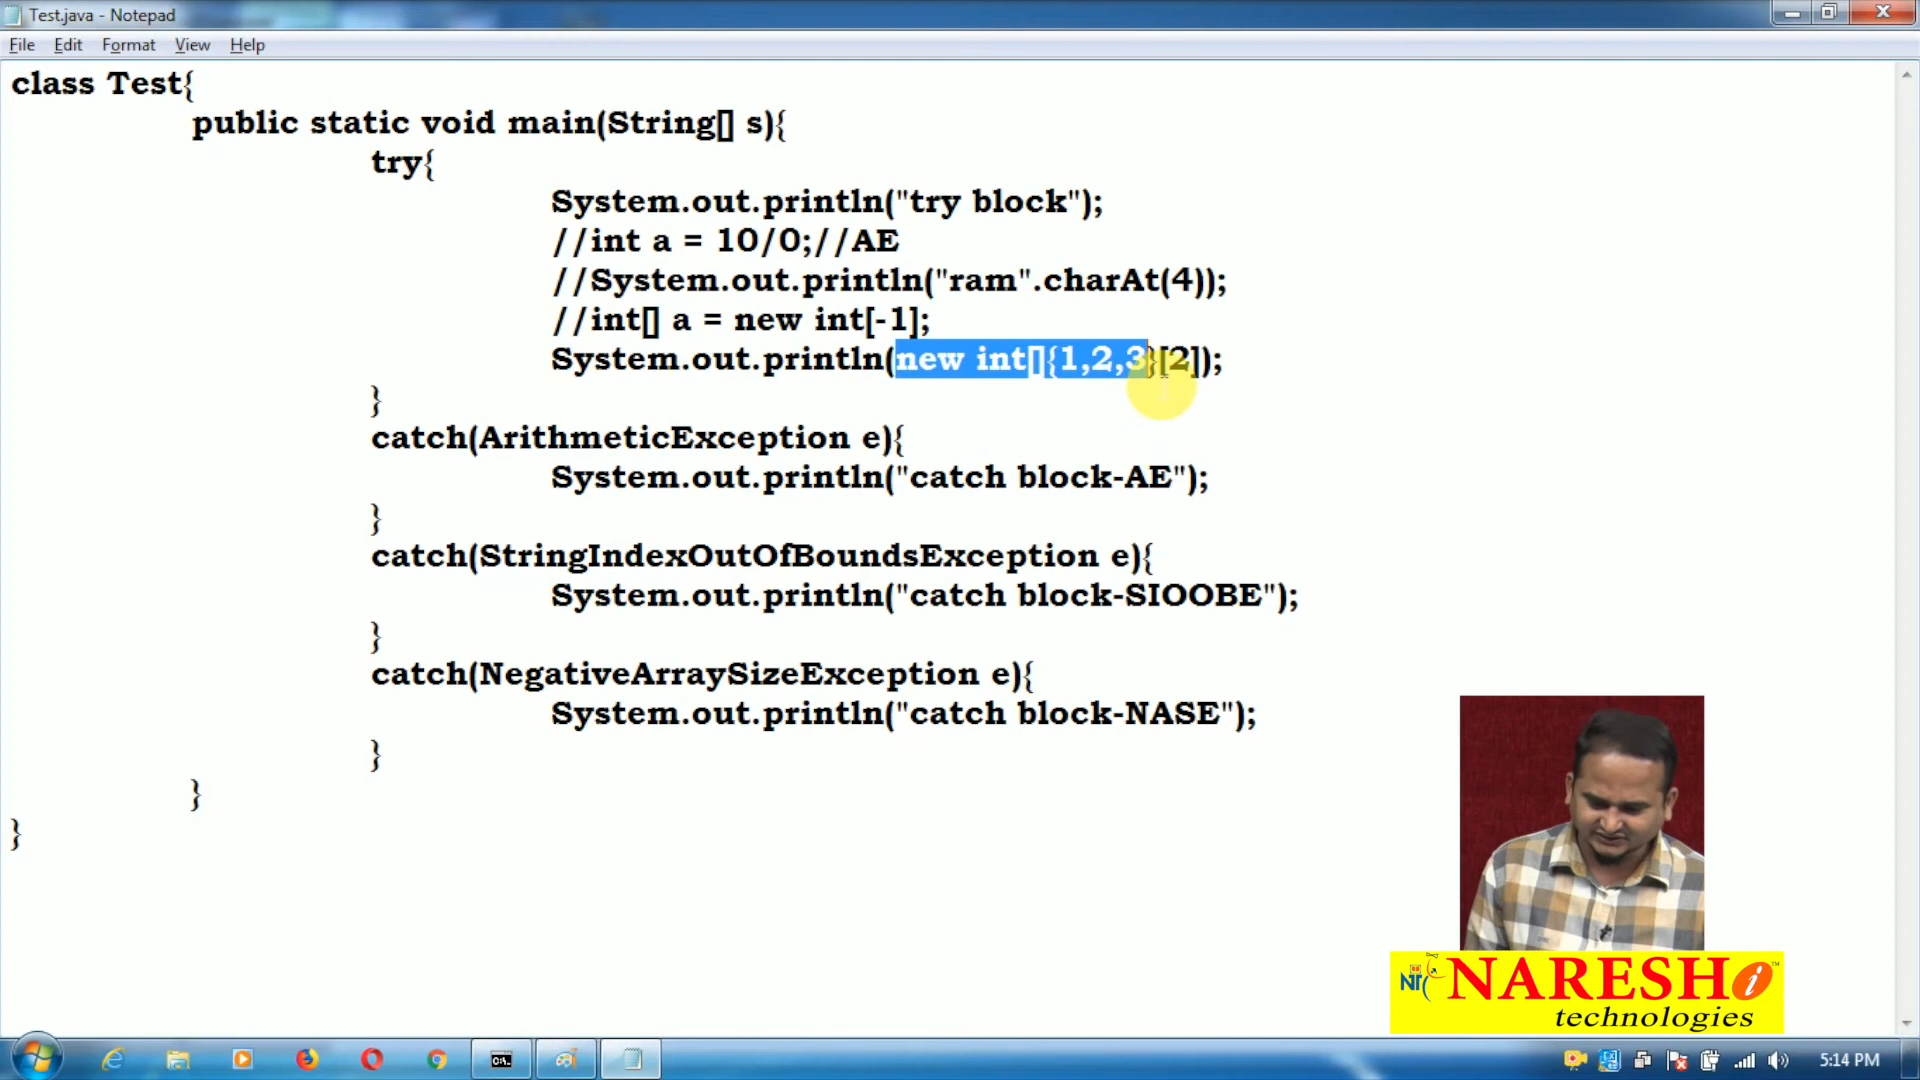 Test.java - Notepad
File Edit Format View Help
class Test{
public static void main(String[] s){
try{
System.out.println("try block");
//int a = 10/0;//AE
//System.out.println("ram".charAt(4));
//int[] a = new int[-1];
System.out.println(new int[]{1,2,3}[2]);
}
catch(ArithmeticException e){
System.out.println("catch block-AE");
}
catch(StringIndexOutOfBoundsException e){
System.out.println("catch block-SIOOBE");
}
catch(NegativeArraySizeException e){
System.out.println("catch block-NASE");
}
}
}
NARESH i ™
technologies
5:14 PM